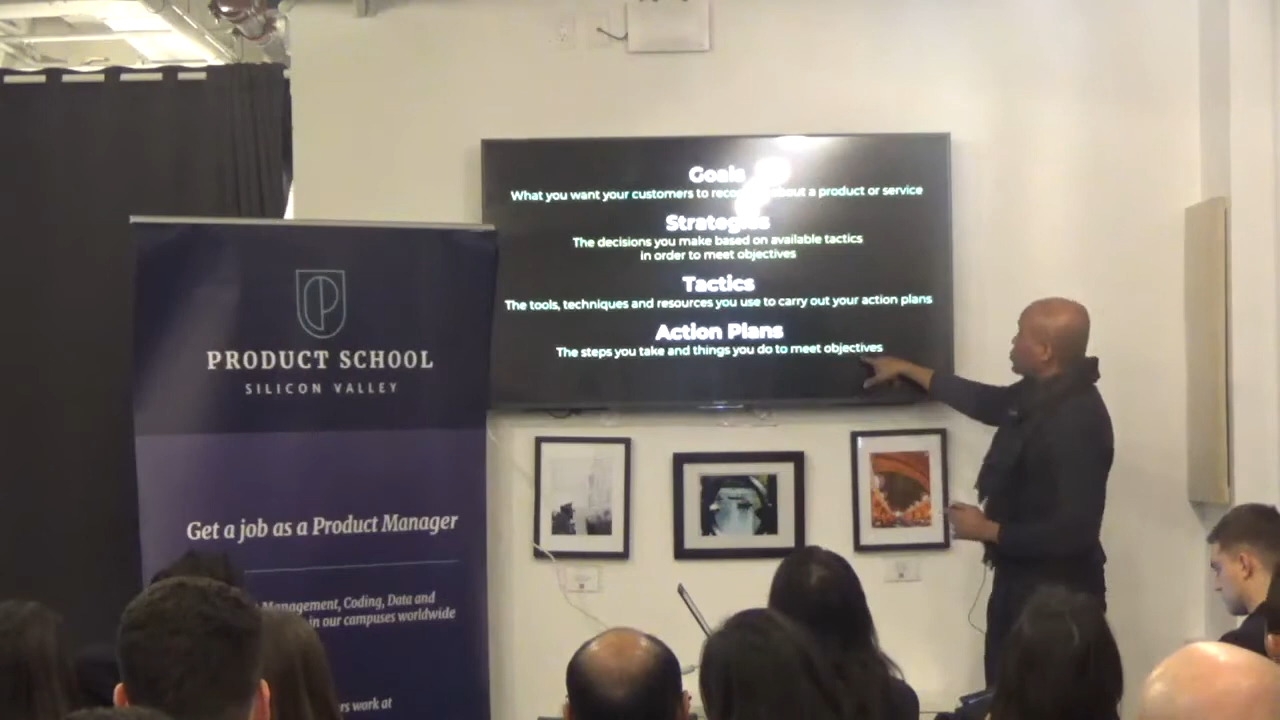 Goals
What you want your customers to about a product or service
Strategies
The decisions you make based on available tactics
in order to meet objectives
Tactics
The tools, techniques and resources you use to carry out your action plans
Action Plans
The steps you take and things you do to meet objectives
PRODUCT SCHOOL
SILICON VALLEY
Get a job as a Product Manager
Management, Coding, Data and
in our campuses worldwide
work at